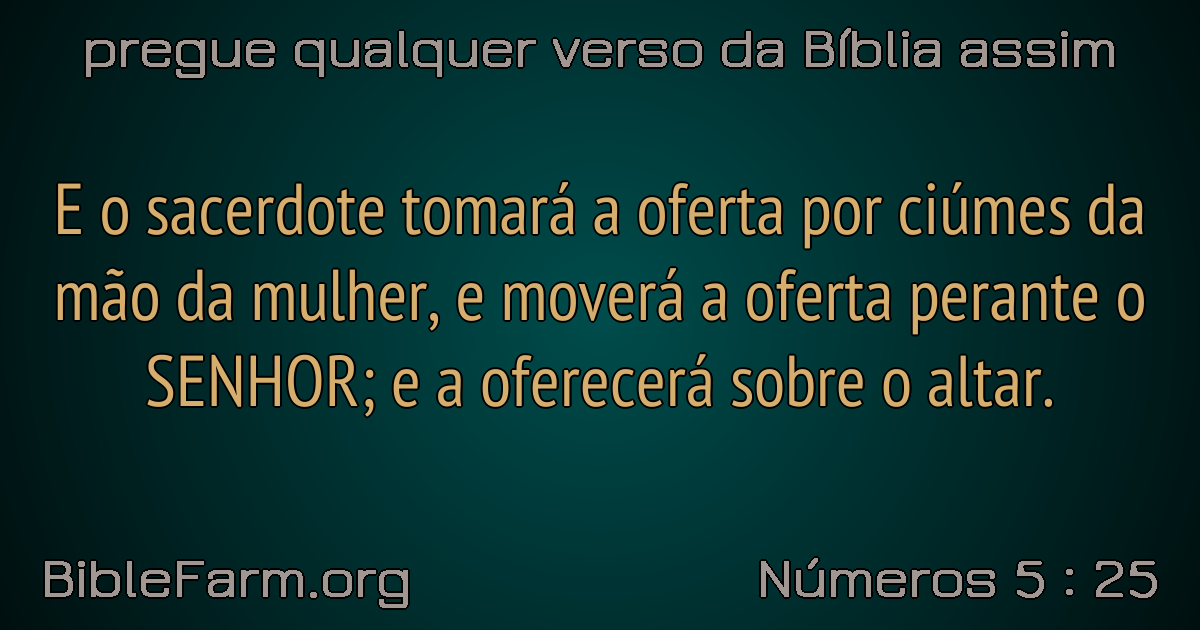 pregue qualquer verso da Bíblia assim
E o sacerdote tomará a oferta por ciúmes da
mão da mulher, e moverá a oferta perante o
SENHOR; e a oferecerá sobre o altar.
BibleFarm.org
Números 5 : 25